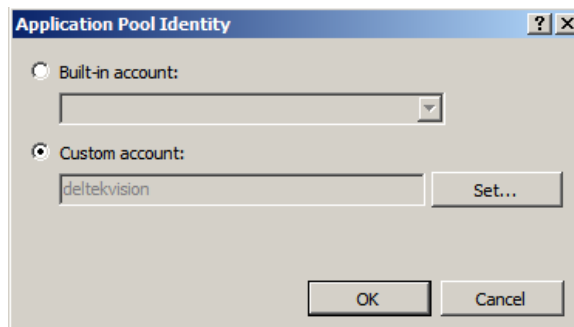 Application Pool Identity
Built-in account:
Custom account:
deltekvision
Set...
OK
Cancel